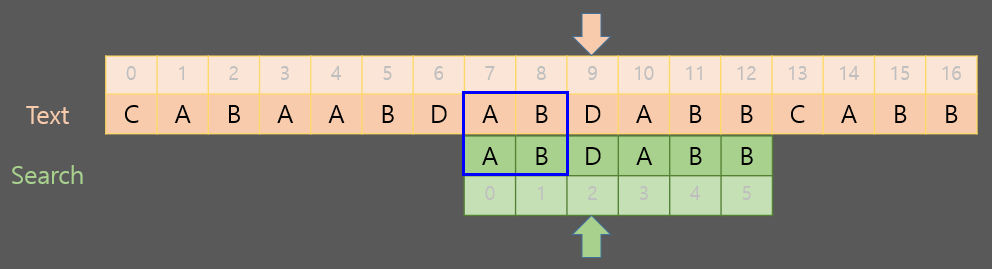 0 1 2 3 4 5 6 7 8 9 10 11 12 13 14 15 16
Text C A B A A B D A B D A B B C A B B
Search A B D A B B
0 1 2 3 4 5